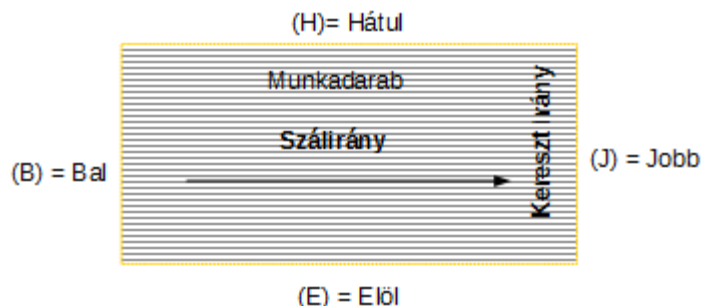 (H)= Hátul
Munkadarab
Szálirány
Kereszt Irány
(B) = Bal
(J) = Jobb
(E) = Elöl